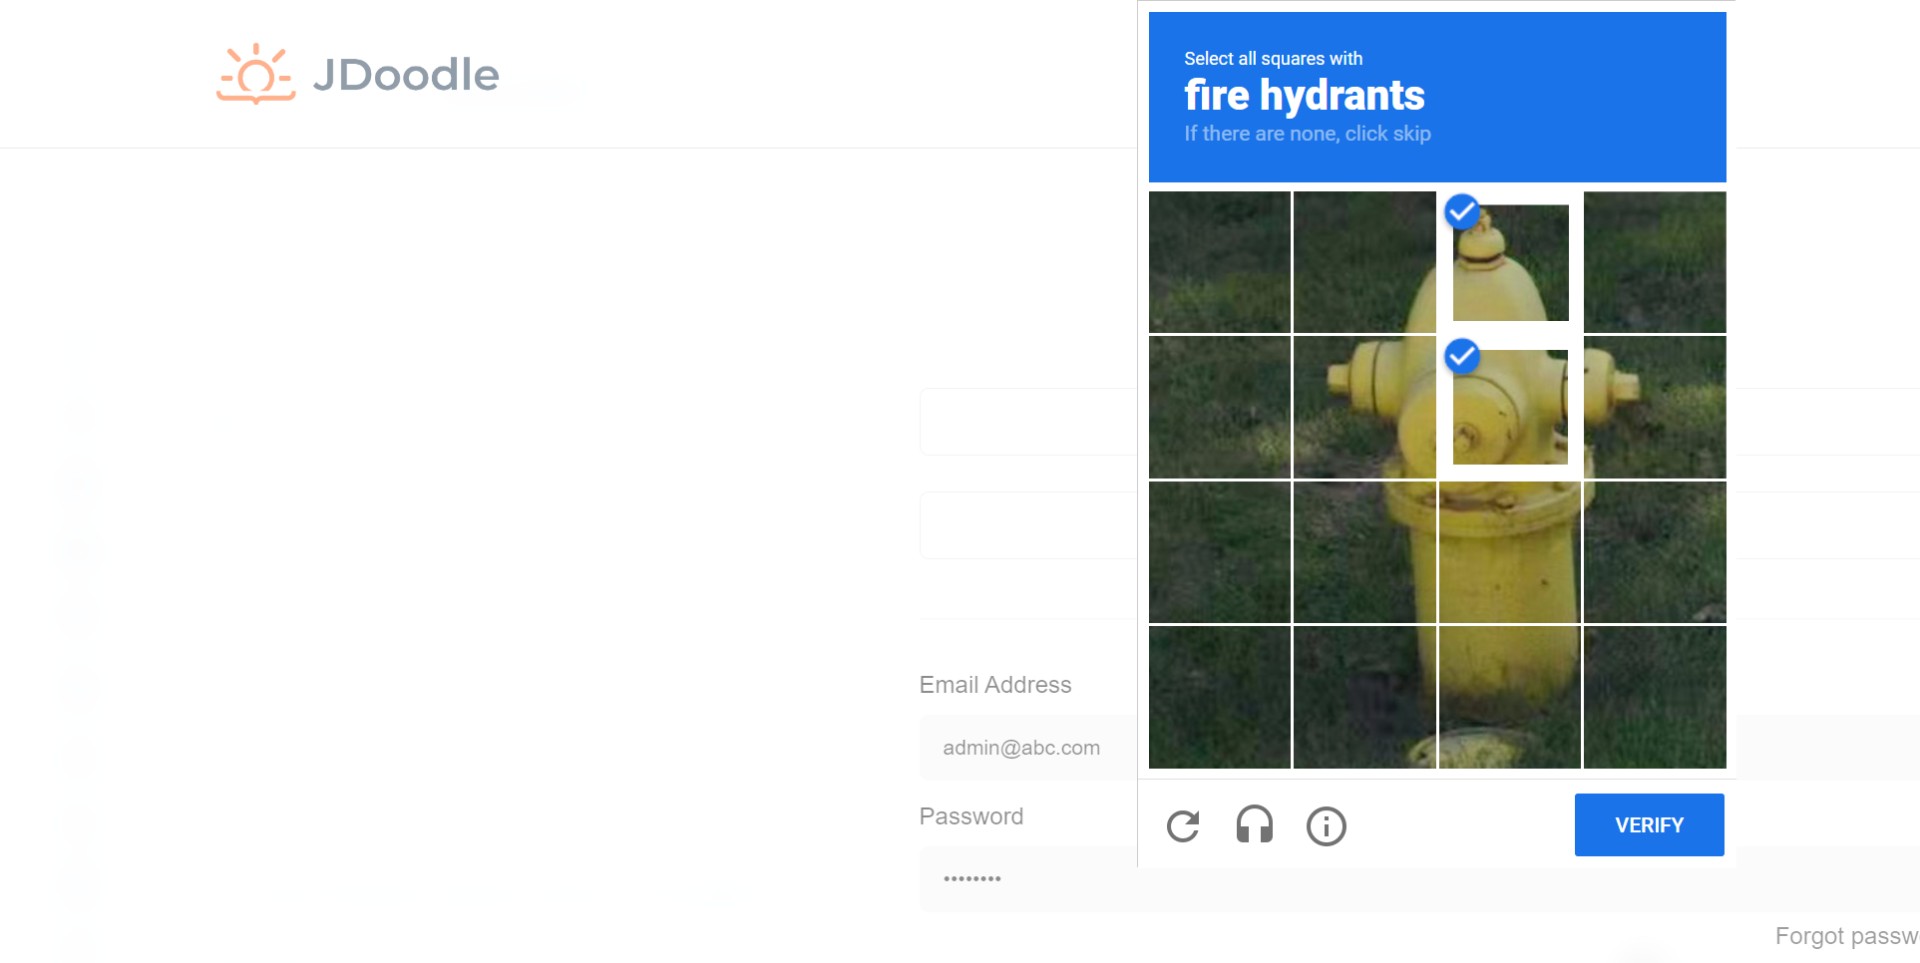 JDoodle
Select all squares with
fire hydrants
If there are none, click skip
Email Address
admin@abc.com
Password
••••••••
VERIFY
Forgot passw